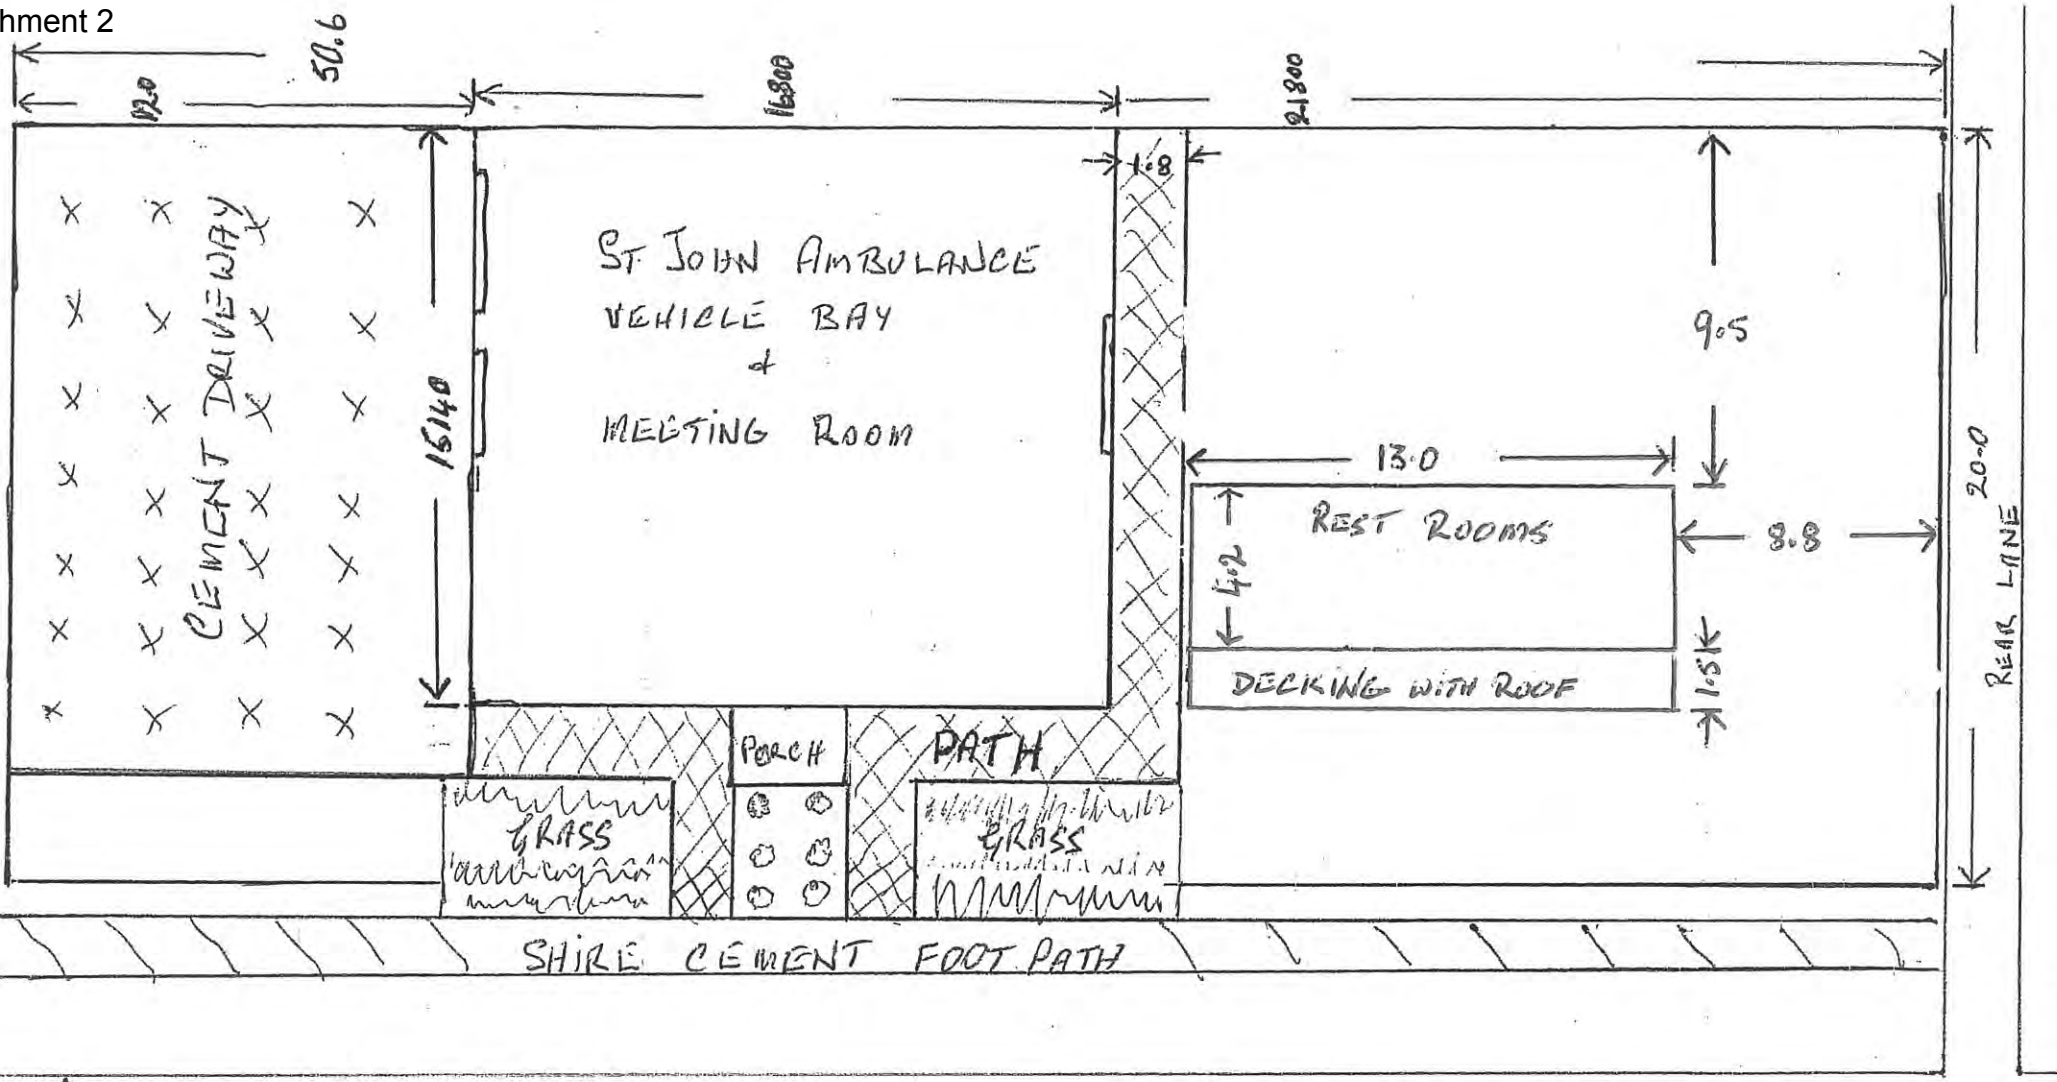 hment 2
50.6
1120
16800
21800
1.8
ST JOHN AMBULANCE
VEHICLE BAY
+
MEETING ROOM
CEMENT DRIVEWAY
15140
9.5
13.0
REST ROOMS
4.2
8.8
20.0
REAR LANE
DECKING WITH ROOF
1.5
PORCH
PATH
GRASS
GRASS
SHIRE CEMENT FOOT PATH